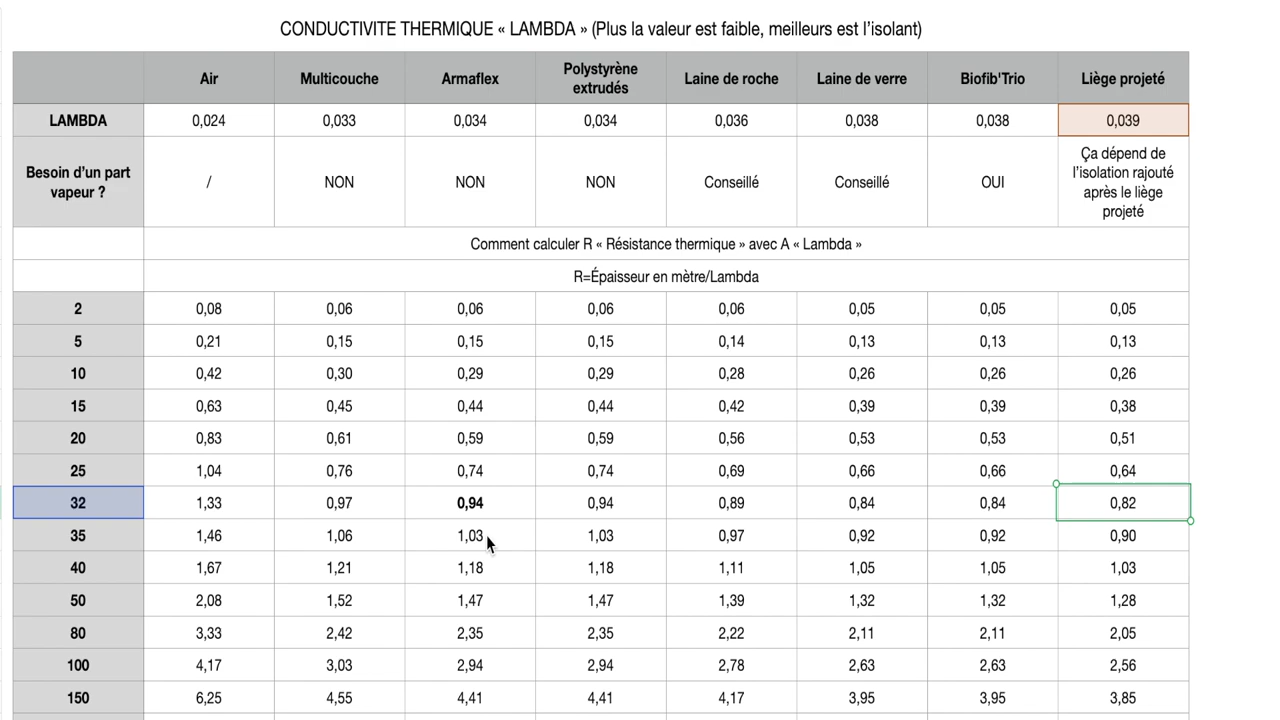 CONDUCTIVITE THERMIQUE « LAMBDA » (Plus la valeur est faible, meilleurs est l'isolant)
Air Multicouche Armaflex Polystyrène extrudés Laine de roche Laine de verre Biofib'Trio Liège projeté
LAMBDA 0,024 0,033 0,034 0,034 0,036 0,038 0,038 0,039
Besoin d'un part vapeur ? / NON NON NON Conseillé Conseillé OUI Ça dépend de l'isolation rajouté après le liège projeté
Comment calculer R « Résistance thermique » avec A « Lambda »
R=Épaisseur en mètre/Lambda
2 0,08 0,06 0,06 0,06 0,06 0,05 0,05 0,05
5 0,21 0,15 0,15 0,15 0,14 0,13 0,13 0,13
10 0,42 0,30 0,29 0,29 0,28 0,26 0,26 0,26
15 0,63 0,45 0,44 0,44 0,42 0,39 0,39 0,38
20 0,83 0,61 0,59 0,59 0,56 0,53 0,53 0,51
25 1,04 0,76 0,74 0,74 0,69 0,66 0,66 0,64
32 1,33 0,97 0,94 0,94 0,89 0,84 0,84 0,82
35 1,46 1,06 1,03 1,03 0,97 0,92 0,92 0,90
40 1,67 1,21 1,18 1,18 1,11 1,05 1,05 1,03
50 2,08 1,52 1,47 1,47 1,39 1,32 1,32 1,28
80 3,33 2,42 2,35 2,35 2,22 2,11 2,11 2,05
100 4,17 3,03 2,94 2,94 2,78 2,63 2,63 2,56
150 6,25 4,55 4,41 4,41 4,17 3,95 3,95 3,85